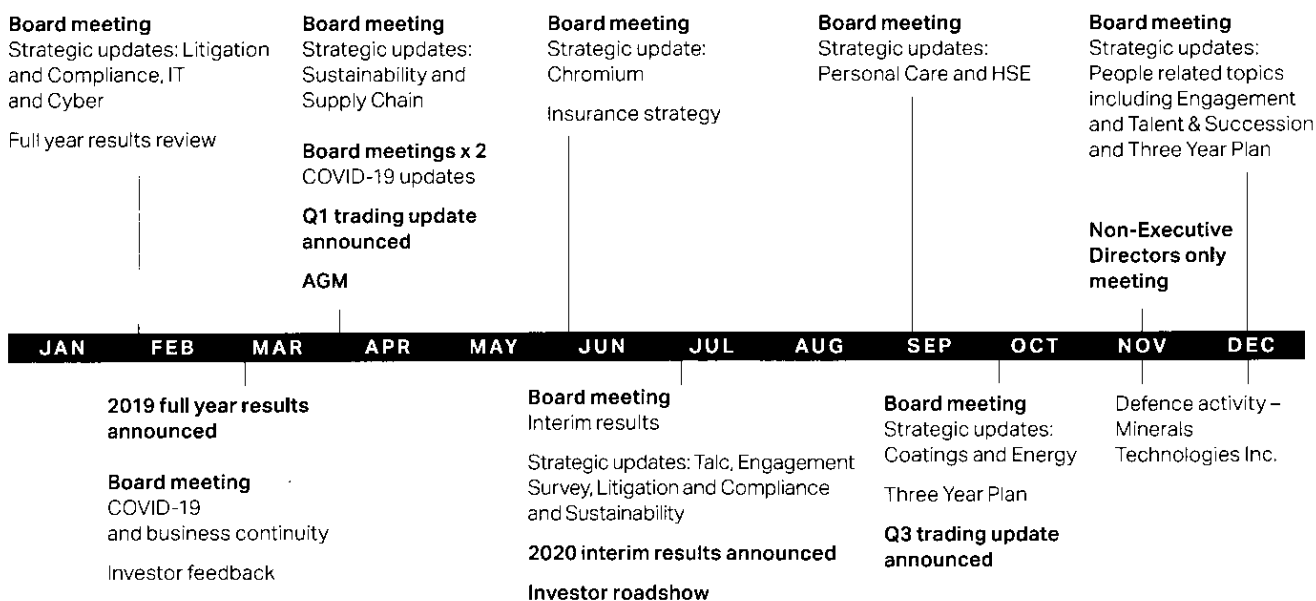 Board meeting
Strategic updates: Litigation
and Compliance, IT
and Cyber
Full year results review
Board meeting
Strategic updates:
Sustainability and
Supply Chain
Board meetings x 2
COVID-19 updates
Q1 trading update
announced
AGM
Board meeting
Strategic update:
Chromium
Insurance strategy
Board meeting
Strategic updates:
Personal Care and HSE
Board meeting
Strategic updates:
People related topics
including Engagement
and Talent & Succession
and Three Year Plan
Non-Executive
Directors only
meeting
JAN FEB MAR APR MAY JUN JUL AUG SEP OCT NOV DEC
2019 full year results
announced
Board meeting
COVID-19
and business continuity
Investor feedback
Board meeting
Interim results
Strategic updates: Talc, Engagement
Survey, Litigation and Compliance
and Sustainability
2020 interim results announced
Investor roadshow
Board meeting
Strategic updates:
Coatings and Energy
Three Year Plan
Q3 trading update
announced
Defence activity –
Minerals
Technologies Inc.